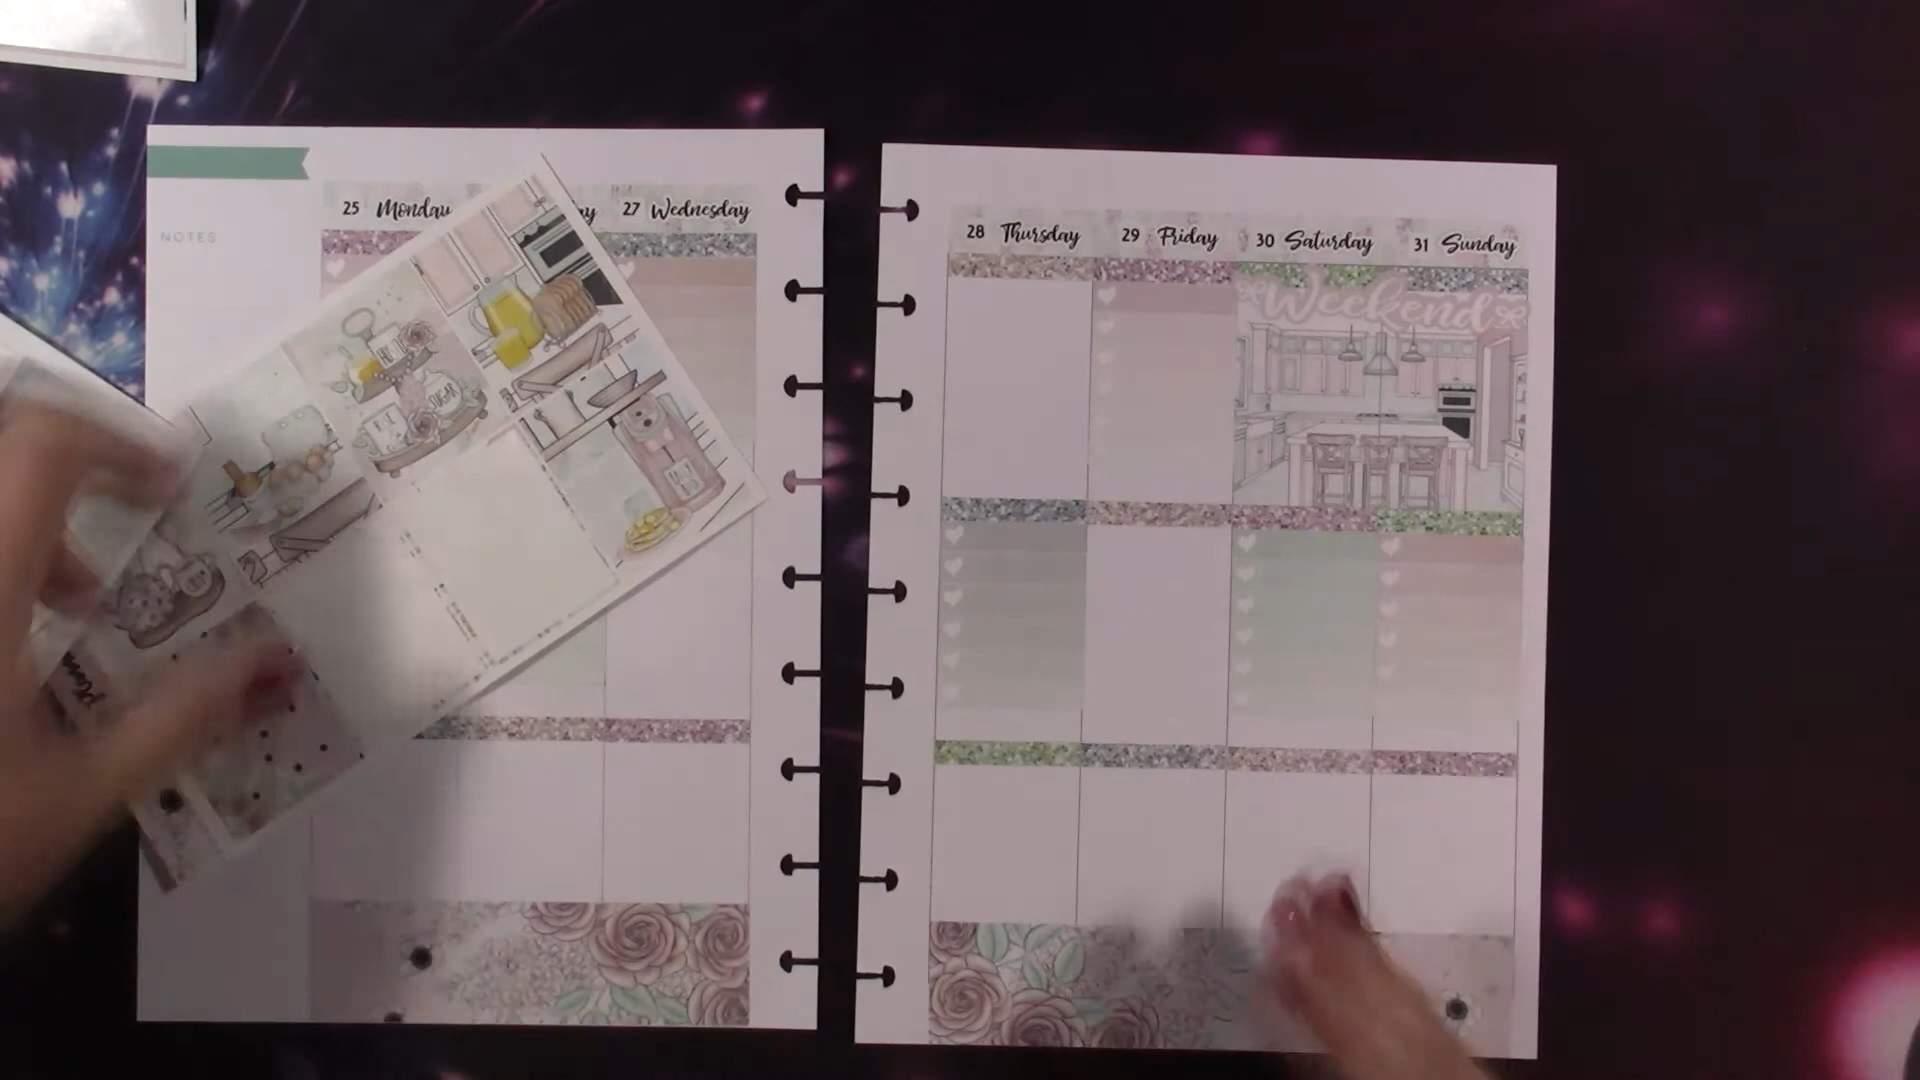 25 Monday
27 Wednesday
NOTES
28 Thursday
29 Friday
30 Saturday
31 Sunday
Weekend
SUGAR